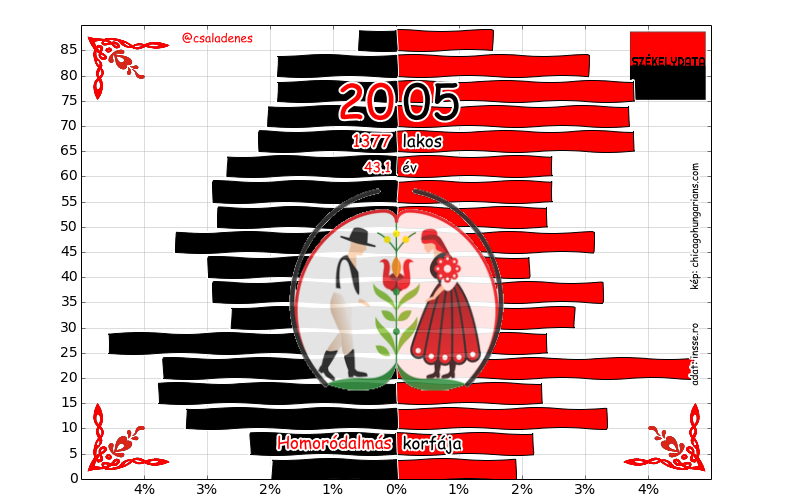 @csaladenes
SZÉKELYDATA
2005
1377 lakos
43.1 év
85
80
75
70
65
60
55
50
45
40
35
30
25
20
15
10
5
0
kép: chicagohungarians.com
adat: insse.ro
Homoródalmás korfája
4% 3% 2% 1% 0% 1% 2% 3% 4%